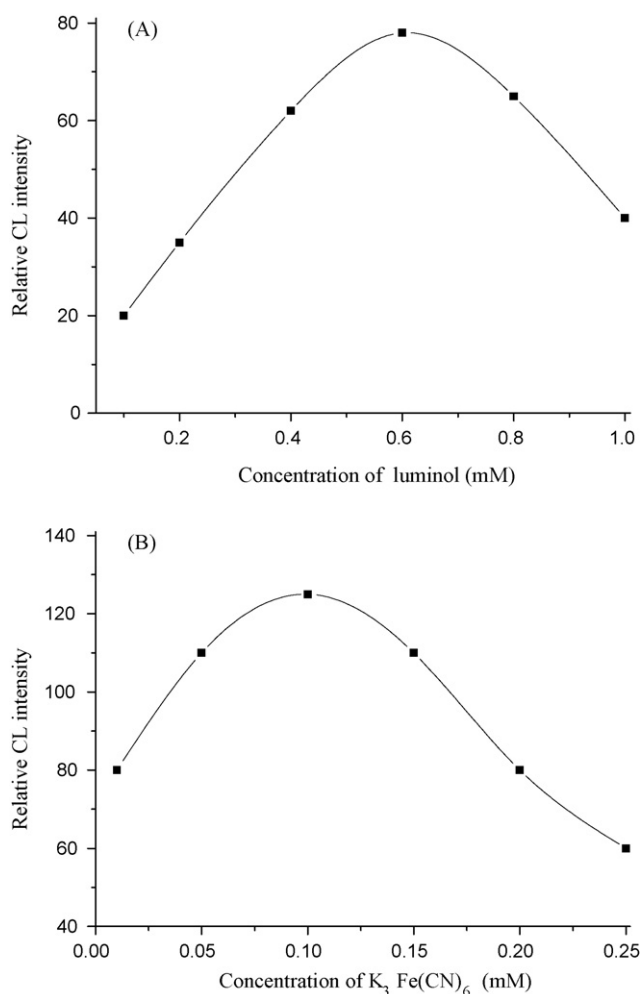 (A)
Relative CL intensity
80
60
40
20
0
0.2 0.4 0.6 0.8 1.0
Concentration of luminol (mM)
(B)
Relative CL intensity
140
120
100
80
60
40
0.00 0.05 0.10 0.15 0.20 0.25
Concentration of K₃ Fe(CN)₆ (mM)